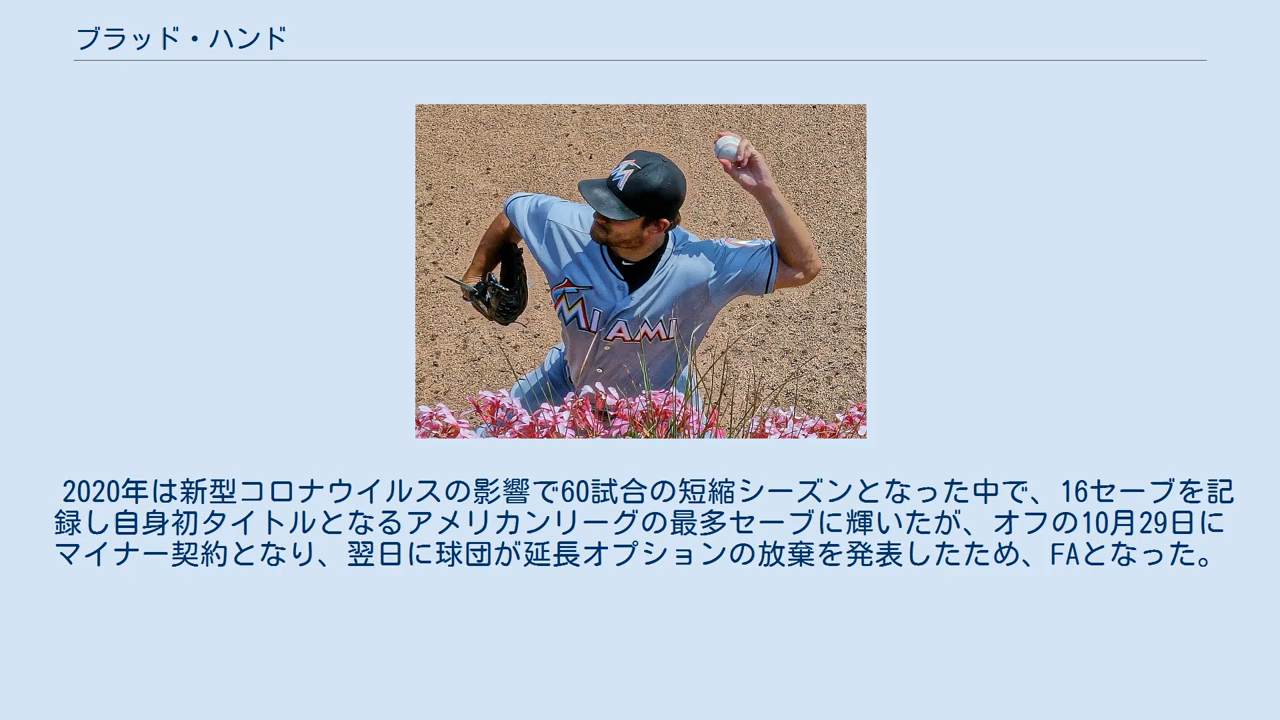 ブラッド・ハンド
M
MIAMI
2020年は新型コロナウイルスの影響で60試合の短縮シーズンとなった中で、16セーブを記
録し自身初タイトルとなるアメリカンリーグの最多セーブに輝いたが、オフの10月29日に
マイナー契約となり、翌日に球団が延長オプションの放棄を発表したため、FAとなった。